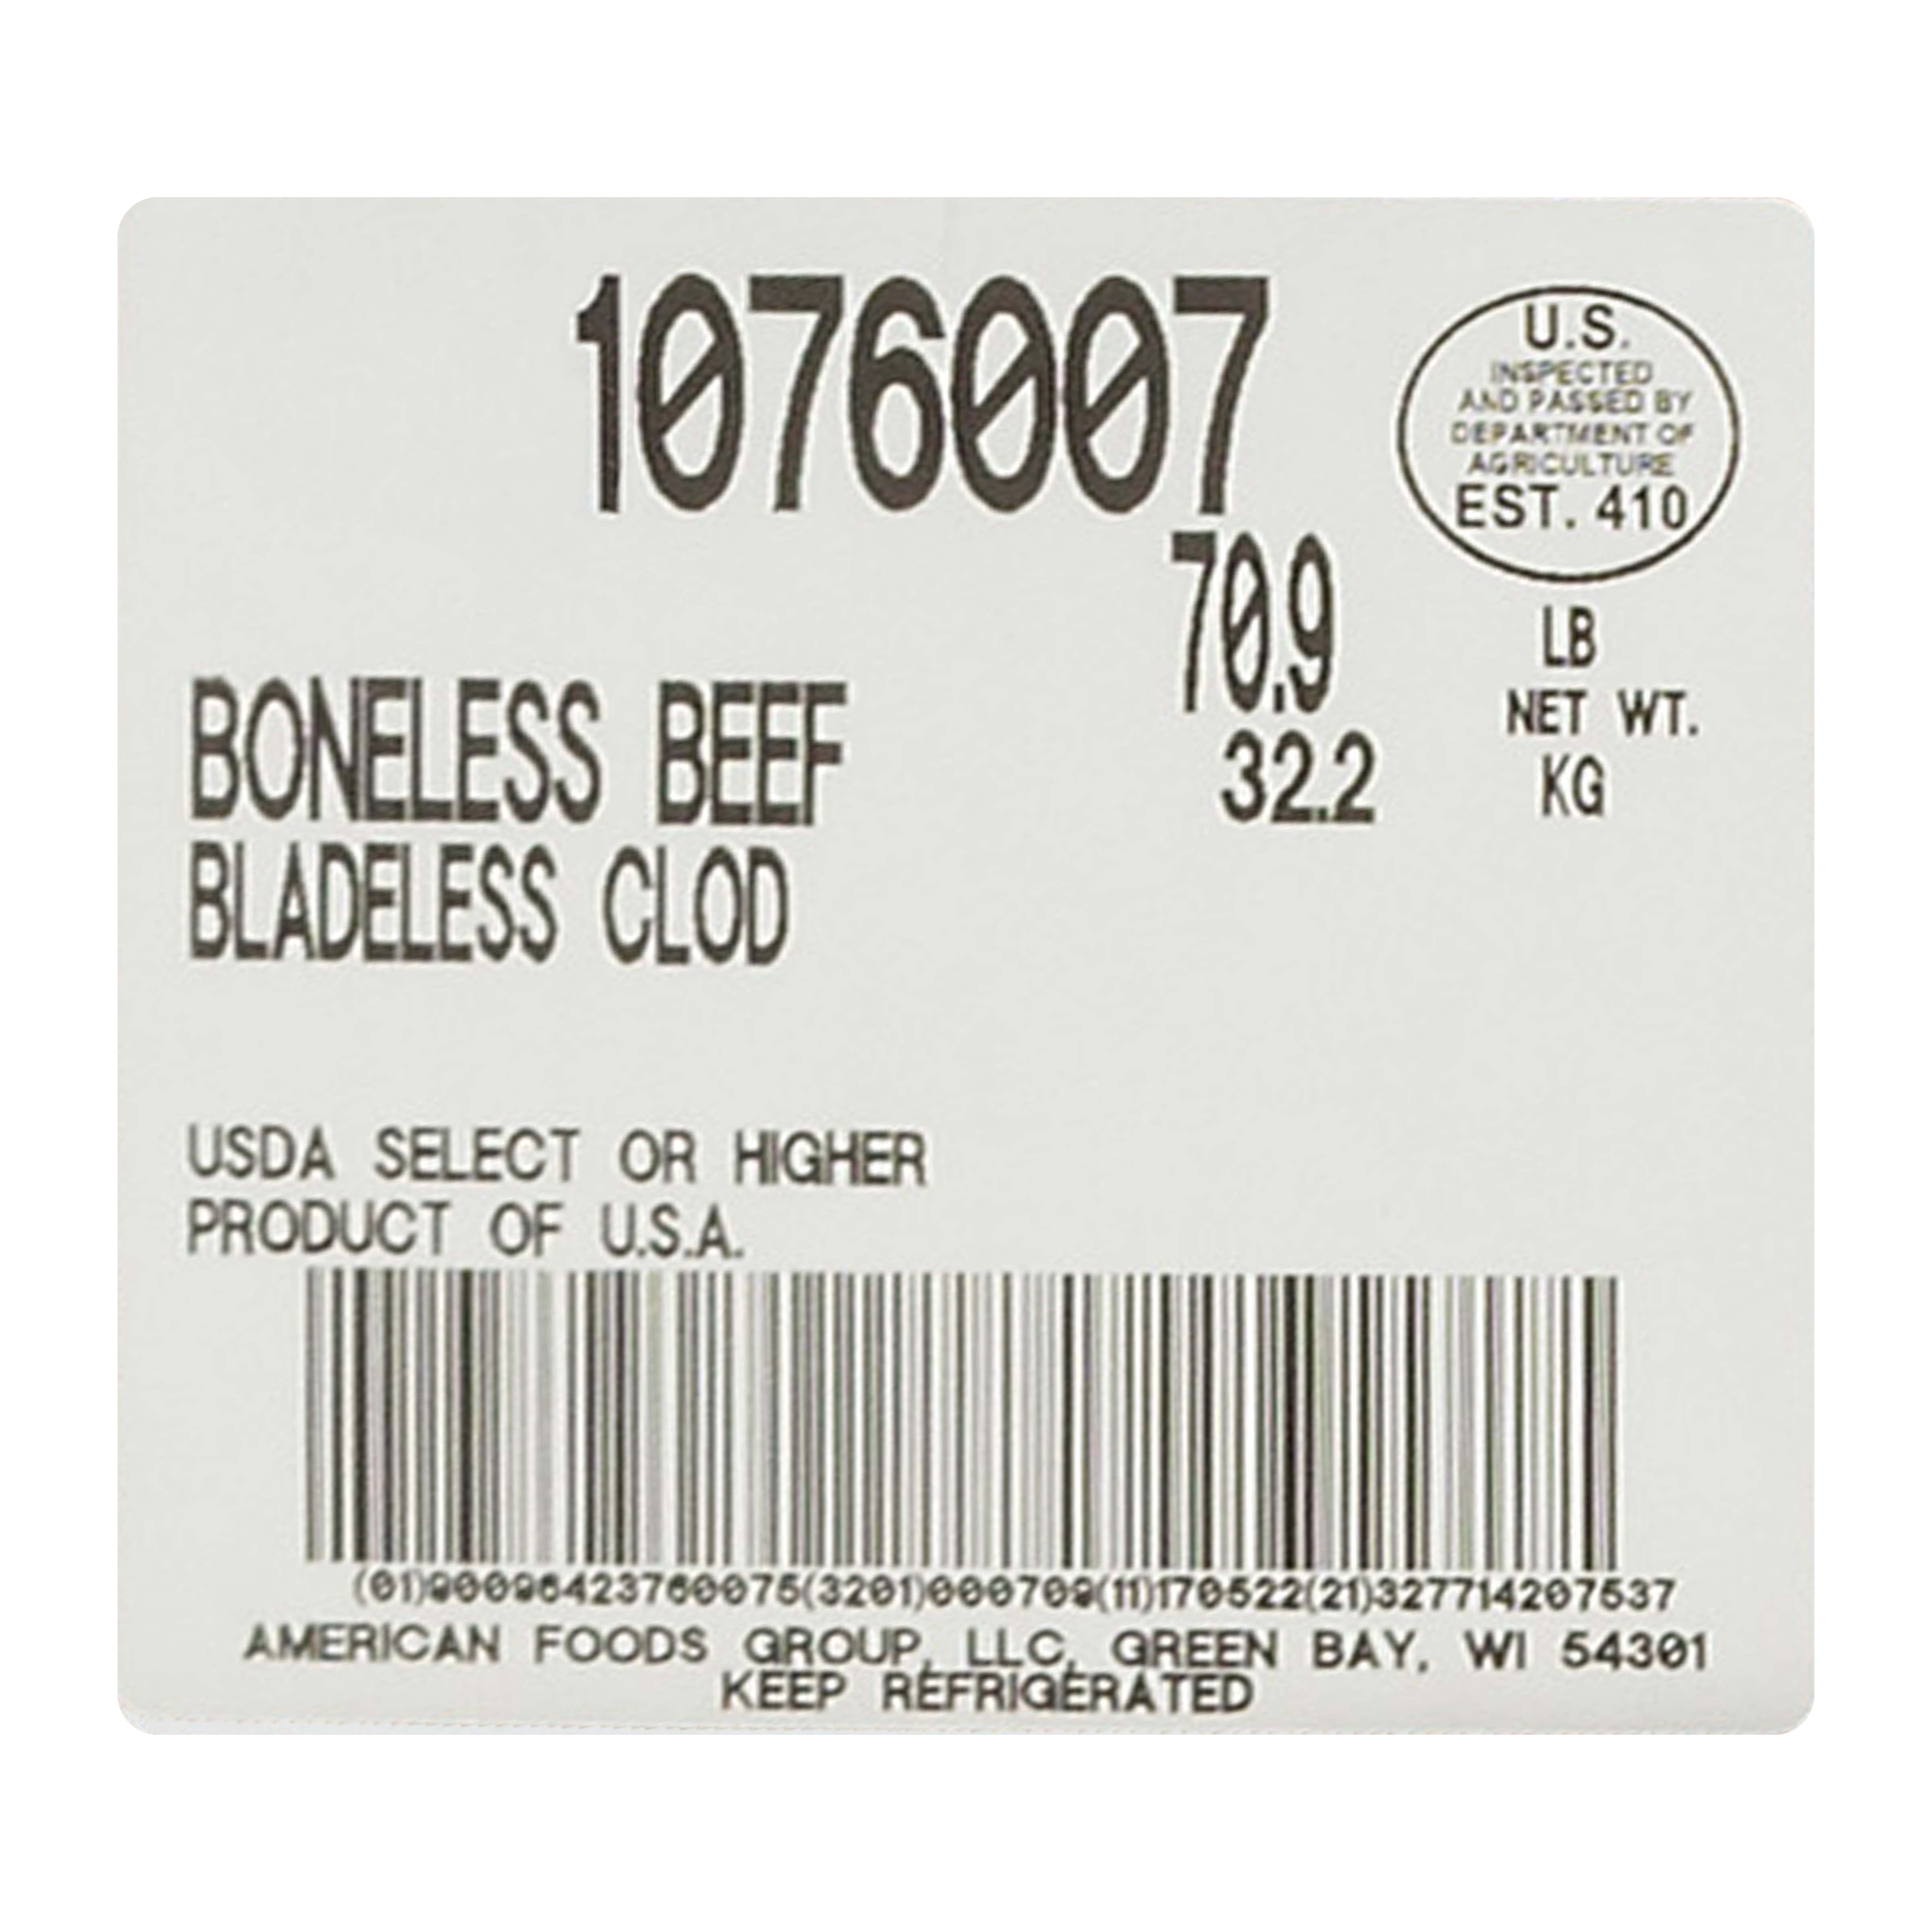 1076007
U.S.
INSPECTED
AND PASSED BY
DEPARTMENT OF
AGRICULTURE
EST. 410
70.9
LB
NET WT.
BONELESS BEEF
32.2
KG
BLADELESS CLOD
USDA SELECT OR HIGHER
PRODUCT OF U.S.A.
(01)90096423760075(3201)000709(11)170522(21)327714207537
AMERICAN FOODS GROUP, LLC, GREEN BAY, WI 54301
KEEP REFRIGERATED